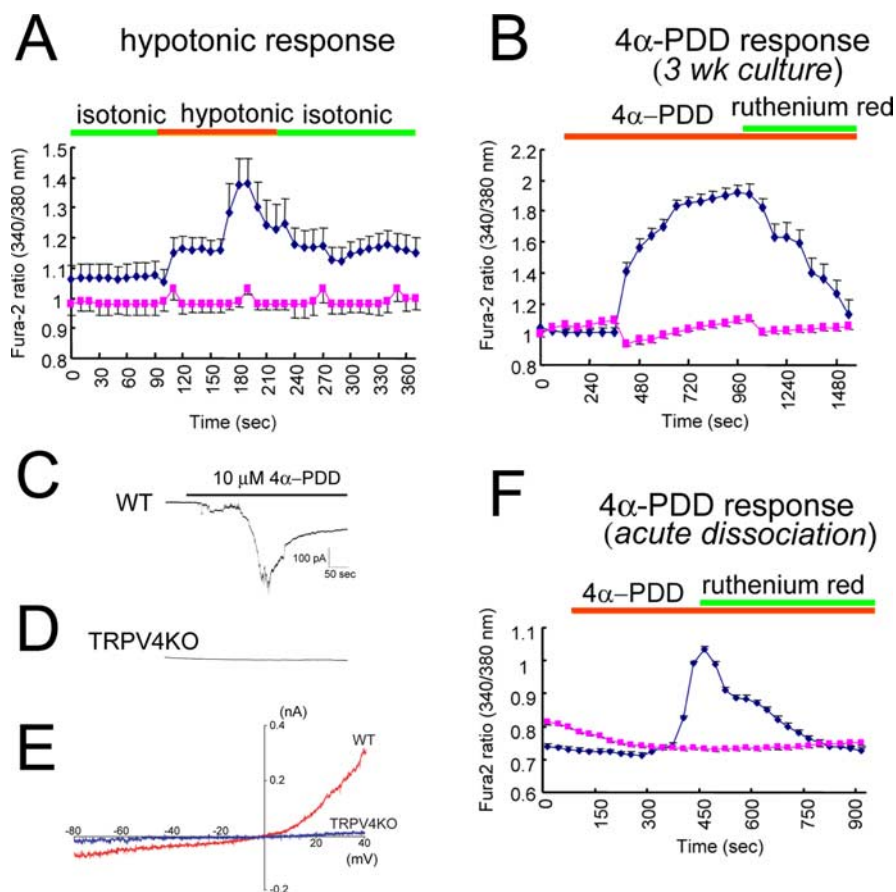 A
hypotonic response
isotonic hypotonic isotonic
Fura-2 ratio (340/380 nm)
1.5
1.4
1.3
1.2
1.1
1
0.9
0.8
0 30 60 90 120 150 180 210 240 270 300 330 360
Time (sec)
B
4α-PDD response
(3 wk culture)
ruthenium red
4α–PDD
Fura-2 ratio (340/380 nm)
2.2
2
1.8
1.6
1.4
1.2
1
0.8
0 240 480 720 960 1240 1480
Time (sec)
C
WT
10 μM 4α–PDD
100 pA
50 sec
D
TRPV4KO
E
(nA)
0.4
WT
0.2
TRPV4KO
-80 -60 -40 -20 20 40
(mV)
-0.2
F
4α-PDD response
(acute dissociation)
ruthenium red
4α–PDD
Fura2 ratio (340/380 nm)
1.1
1
0.9
0.8
0.7
0.6
0 150 300 450 600 750 900
Time (sec)